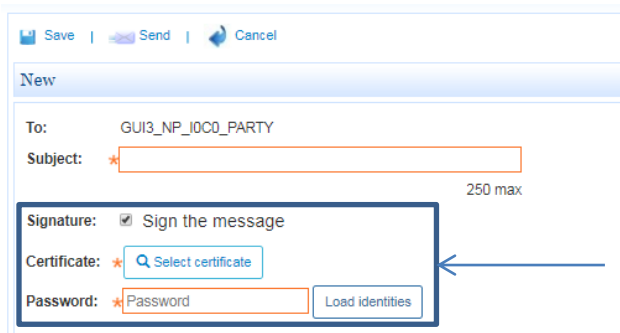 Save | Send | Cancel
New
To: GUI3_NP_I0C0_PARTY
Subject: *
250 max
Signature: Sign the message
Certificate: * Select certificate
Password: * Password Load identities